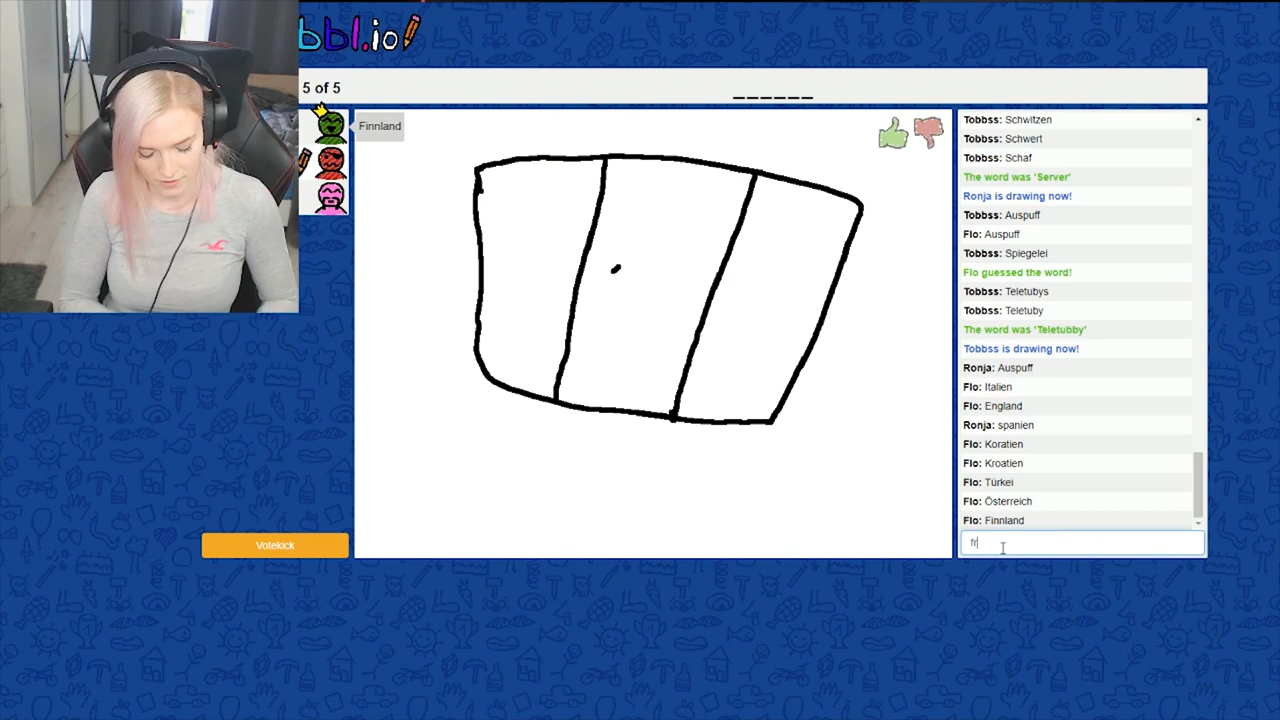 bbl.io
5 of 5
______
Finnland
Tobbss: Schwitzen
Tobbss: Schwert
Tobbss: Schaf
The word was 'Server'
Ronja is drawing now!
Tobbss: Auspuff
Flo: Auspuff
Tobbss: Spiegelei
Flo guessed the word!
Tobbss: Teletubys
Tobbss: Teletuby
The word was 'Teletubby'
Tobbss is drawing now!
Ronja: Auspuff
Flo: Italien
Flo: England
Ronja: spanien
Flo: Koratien
Flo: Kroatien
Flo: Türkei
Flo: Österreich
Flo: Finnland
fr
Votekick